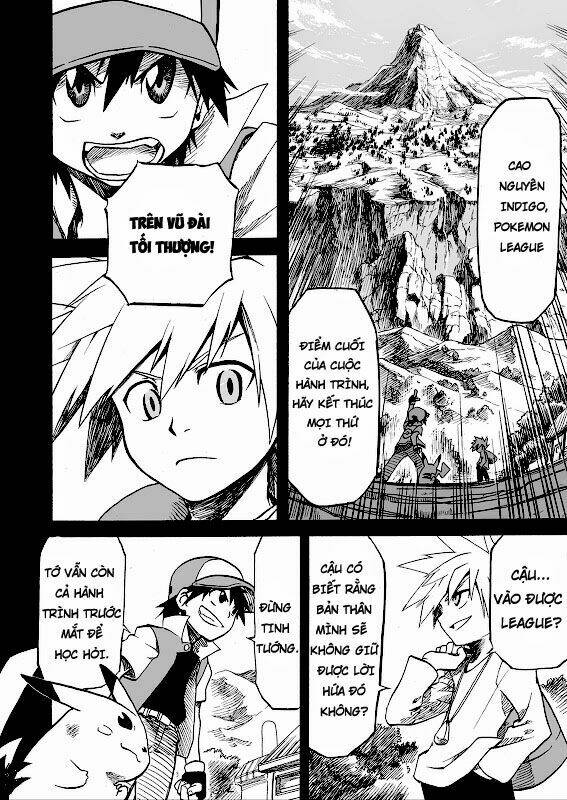 CAO
NGUYÊN
INDIGO,
POKEMON
LEAGUE
ĐIỂM CUỐI
CỦA CUỘC
HÀNH TRÌNH,
HÃY KẾT THÚC
MỌI THỨ
Ở ĐÓ!
TRÊN VŨ ĐÀI
TỐI THƯỢNG!
CẬU...
VÀO ĐƯỢC
LEAGUE?
CẬU CÓ
BIẾT RẰNG
BẢN THÂN
MÌNH SẼ
KHÔNG GIỮ
ĐƯỢC LỜI
HỨA ĐÓ
KHÔNG?
ĐỪNG
TINH
TƯỚNG.
TỚ VẪN CÒN
CẢ HÀNH
TRÌNH TRƯỚC
MẮT ĐỂ
HỌC HỎI.